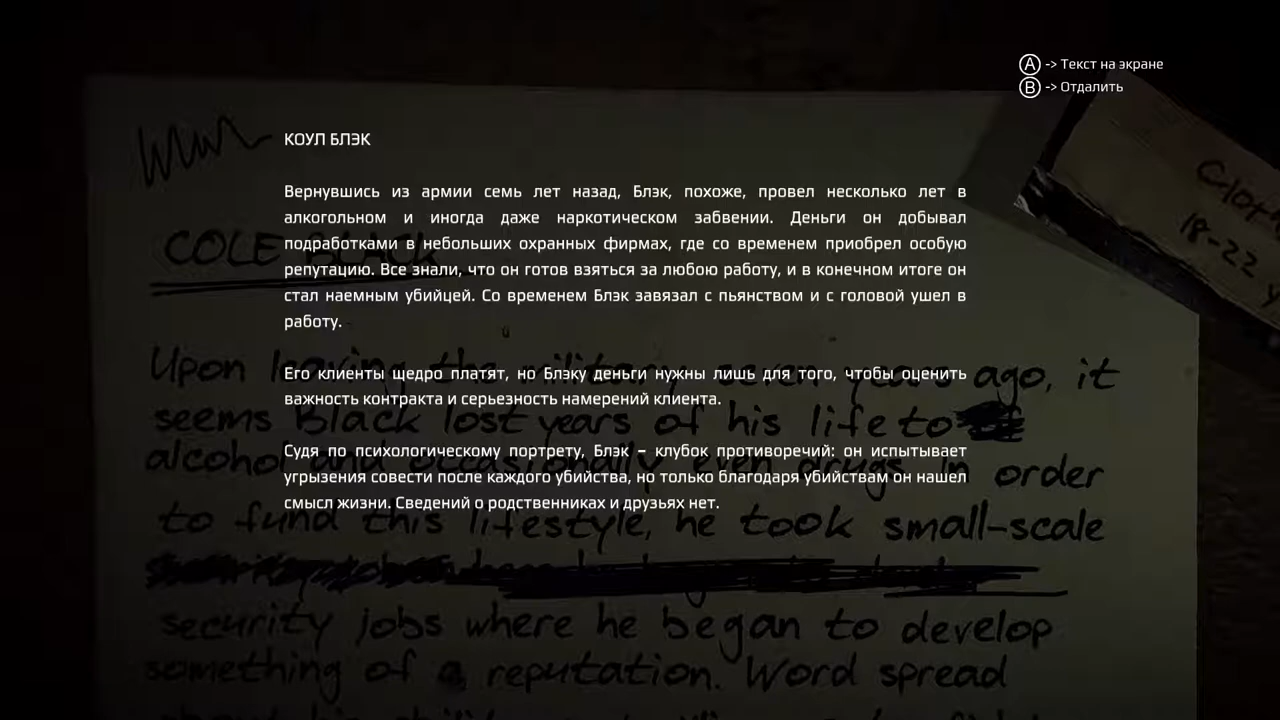 Ⓐ -> Текст на экране
Ⓑ -> Отдалить
КОУЛ БЛЭК
Вернувшись из армии семь лет назад, Блэк, похоже, провел несколько лет в
алкогольном и иногда даже наркотическом забвении. Деньги он добывал
подработками в небольших охранных фирмах, где со временем приобрел особую
репутацию. Все знали, что он готов взяться за любою работу, и в конечном итоге он
стал наемным убийцей. Со временем Блэк завязал с пьянством и с головой ушел в
работу.
Его клиенты щедро платят, но Блэку деньги нужны лишь для того, чтобы оценить
важность контракта и серьезность намерений клиента.
Судя по психологическому портрету, Блэк – клубок противоречий: он испытывает
угрызения совести после каждого убийства, но только благодаря убийствам он нашел
смысл жизни. Сведений о родственниках и друзьях нет.
COLE BLACK
Upon leaving the military seven years ago, it
seems Black lost years of his life to
alcohol and occasionally even drugs. In order
to fund this lifestyle, he took small-scale
security jobs where he began to develop
something of a reputation. Word spread
18-22